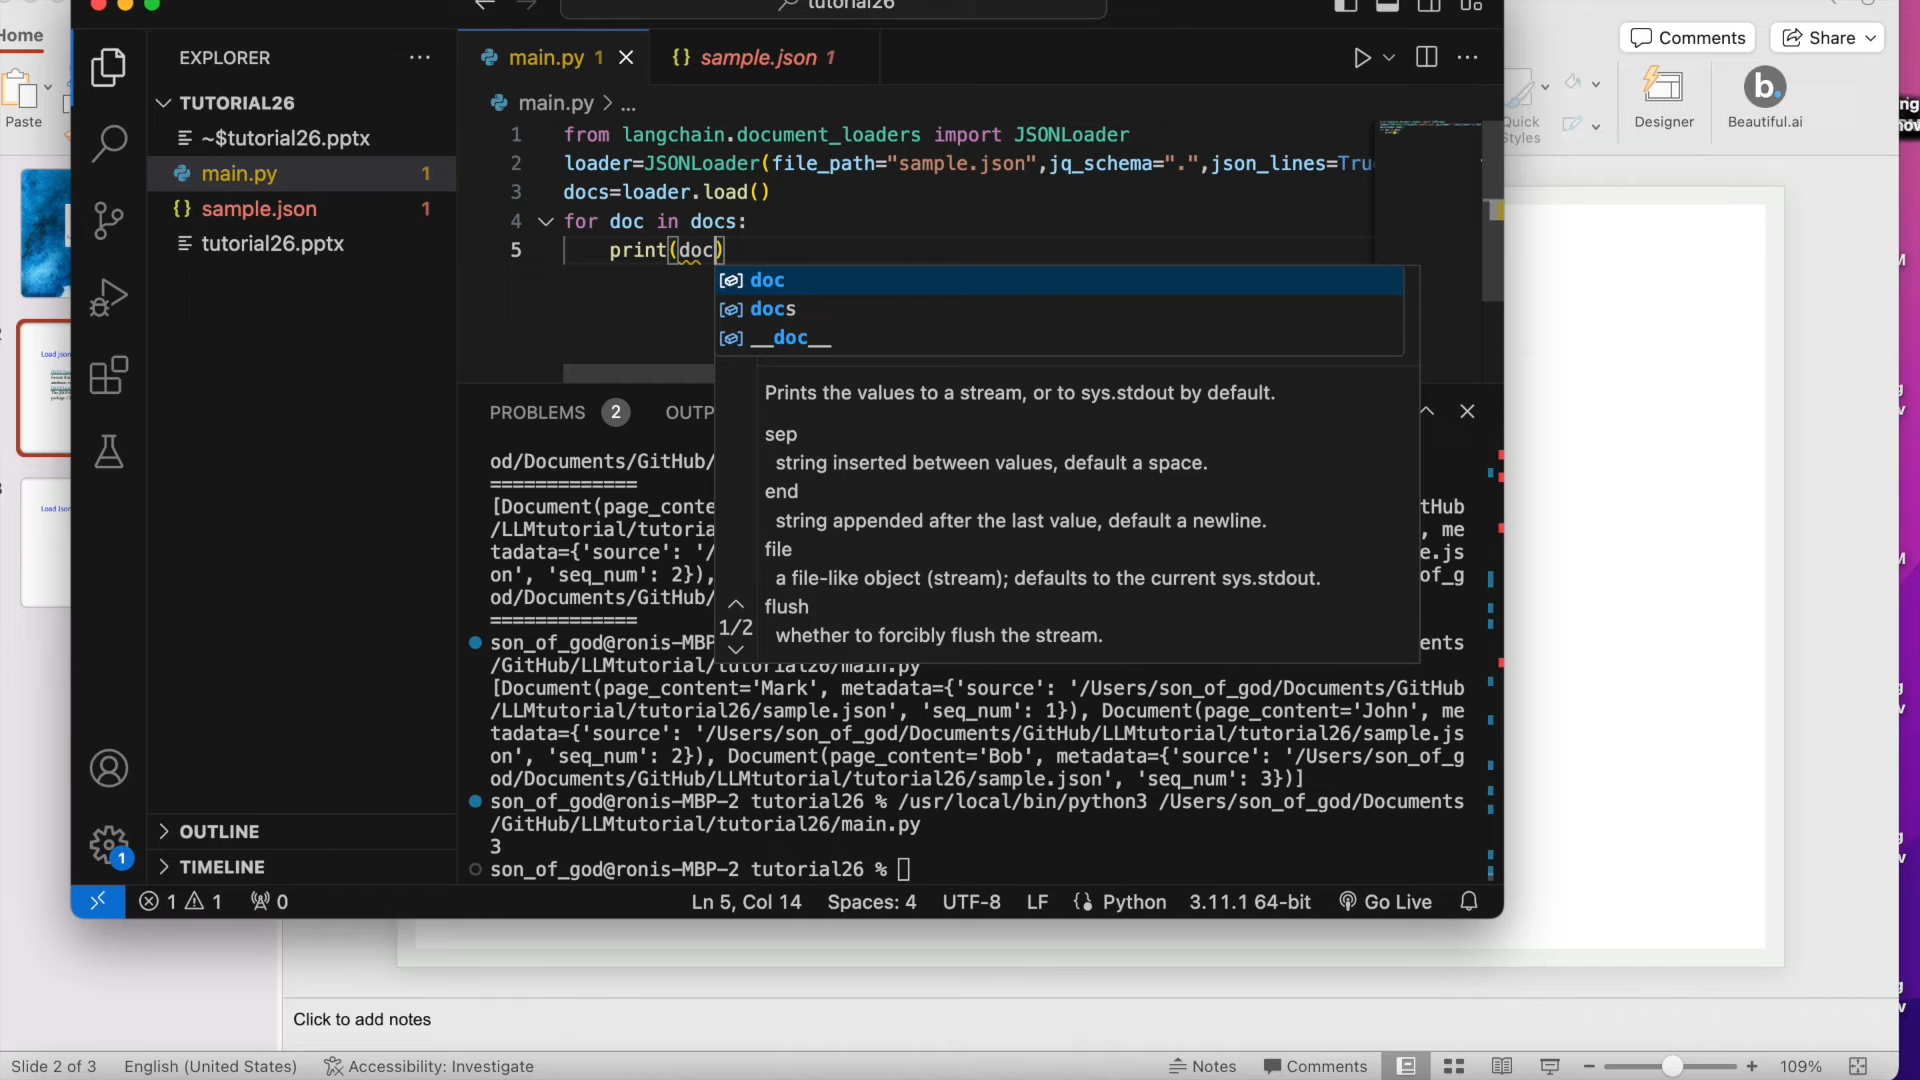 tutorial26
Home
Paste
Comments
Share
Quick
Styles
Designer
Beautiful.ai
EXPLORER
TUTORIAL26
~$tutorial26.pptx
main.py 1
sample.json 1
tutorial26.pptx
OUTLINE
TIMELINE
main.py 1
{} sample.json 1
main.py > ...
1 from langchain.document_loaders import JSONLoader
2 loader=JSONLoader(file_path="sample.json",jq_schema=".",json_lines=True
3 docs=loader.load()
4 for doc in docs:
5 print(doc)
doc
docs
__doc__
Prints the values to a stream, or to sys.stdout by default.
sep
string inserted between values, default a space.
end
string appended after the last value, default a newline.
file
a file-like object (stream); defaults to the current sys.stdout.
flush
whether to forcibly flush the stream.
1/2
PROBLEMS 2 OUTP
od/Documents/GitHub/
=============
[Document(page_conte tHub
/LLMtutorial/tutoria , me
tadata={'source': '/ e.js
on', 'seq_num': 2}), of_g
od/Documents/GitHub/
=============
son_of_god@ronis-MBP ents
/GitHub/LLMtutorial/tutorial26/main.py
[Document(page_content='Mark', metadata={'source': '/Users/son_of_god/Documents/GitHub
/LLMtutorial/tutorial26/sample.json', 'seq_num': 1}), Document(page_content='John', me
tadata={'source': '/Users/son_of_god/Documents/GitHub/LLMtutorial/tutorial26/sample.js
on', 'seq_num': 2}), Document(page_content='Bob', metadata={'source': '/Users/son_of_g
od/Documents/GitHub/LLMtutorial/tutorial26/sample.json', 'seq_num': 3})]
son_of_god@ronis-MBP-2 tutorial26 % /usr/local/bin/python3 /Users/son_of_god/Documents
/GitHub/LLMtutorial/tutorial26/main.py
3
son_of_god@ronis-MBP-2 tutorial26 %
1
1 1 0 Ln 5, Col 14 Spaces: 4 UTF-8 LF Python 3.11.1 64-bit Go Live
Click to add notes
Slide 2 of 3 English (United States) Accessibility: Investigate Notes Comments 109%